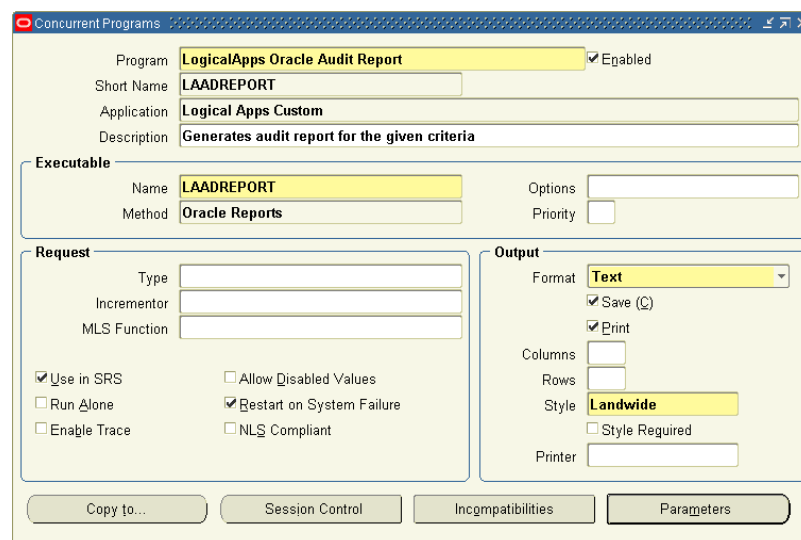 Concurrent Programs
Program LogicalApps Oracle Audit Report Enabled
Short Name LAADREPORT
Application Logical Apps Custom
Description Generates audit report for the given criteria
Executable
Name LAADREPORT Options
Method Oracle Reports Priority
Request Output
Type Format Text
Incrementor Save (C)
MLS Function Print
Columns
Use in SRS Allow Disabled Values Rows
Run Alone Restart on System Failure Style Landwide
Enable Trace NLS Compliant Style Required
Printer
Copy to... Session Control Incompatibilities Parameters